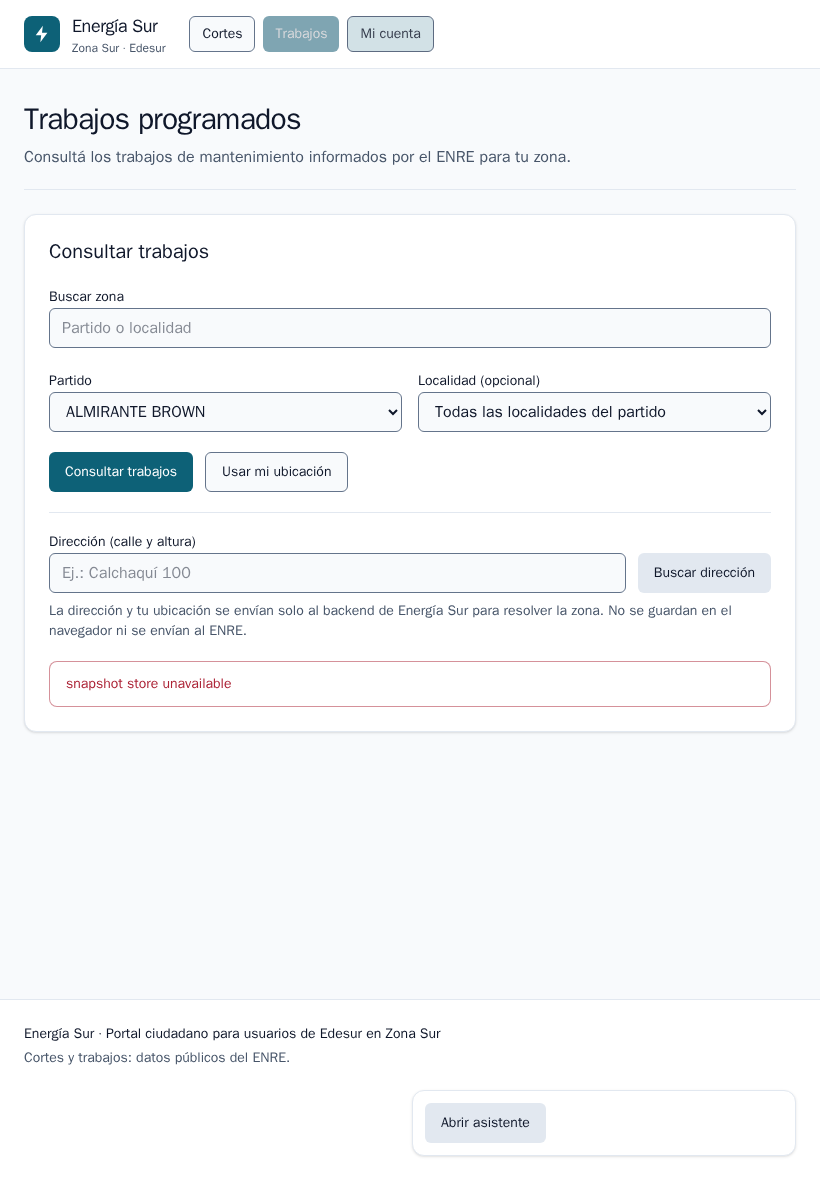 Energía Sur
Zona Sur · Edesur
Cortes
Trabajos
Mi cuenta
Trabajos programados
Consultá los trabajos de mantenimiento informados por el ENRE para tu zona.
Consultar trabajos
Buscar zona
Partido o localidad
Partido
Localidad (opcional)
ALMIRANTE BROWN
Todas las localidades del partido
Consultar trabajos
Usar mi ubicación
Dirección (calle y altura)
Ej.: Calchaquí 100
Buscar dirección
La dirección y tu ubicación se envían solo al backend de Energía Sur para resolver la zona. No se guardan en el
navegador ni se envían al ENRE.
snapshot store unavailable
Energía Sur · Portal ciudadano para usuarios de Edesur en Zona Sur
Cortes y trabajos: datos públicos del ENRE.
Abrir asistente